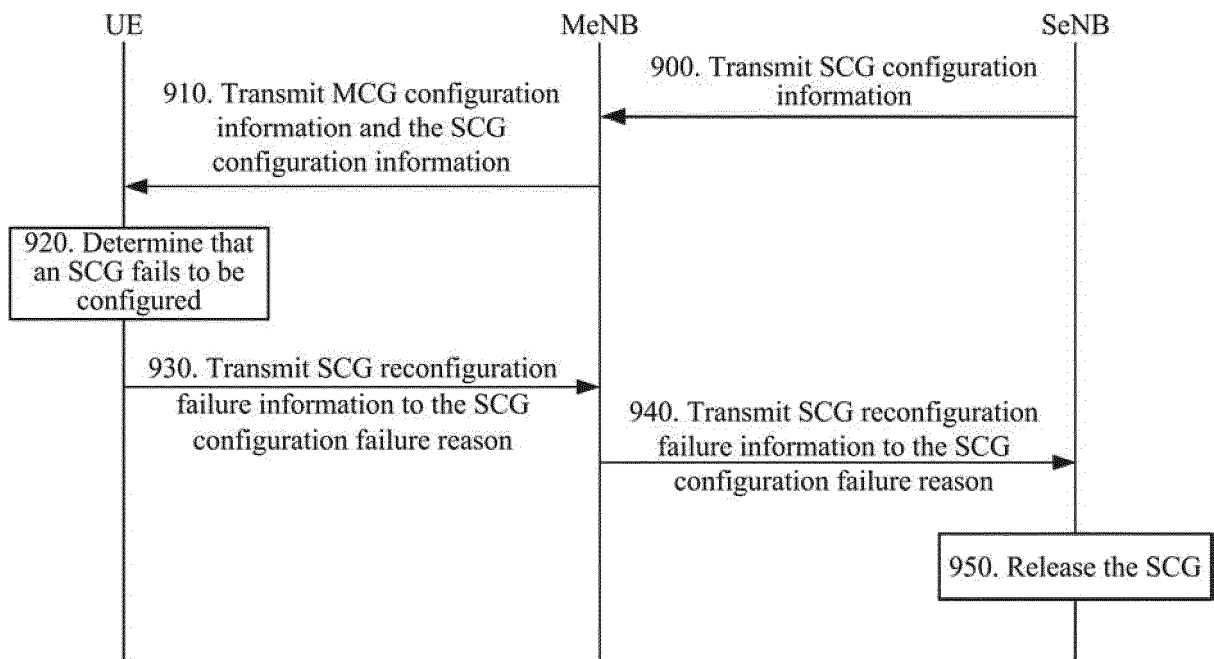 UE
MeNB
SeNB
900. Transmit SCG configuration
information
910. Transmit MCG configuration
information and the SCG
configuration information
920. Determine that
an SCG fails to be
configured
930. Transmit SCG reconfiguration
failure information to the SCG
configuration failure reason
940. Transmit SCG reconfiguration
failure information to the SCG
configuration failure reason
950. Release the SCG